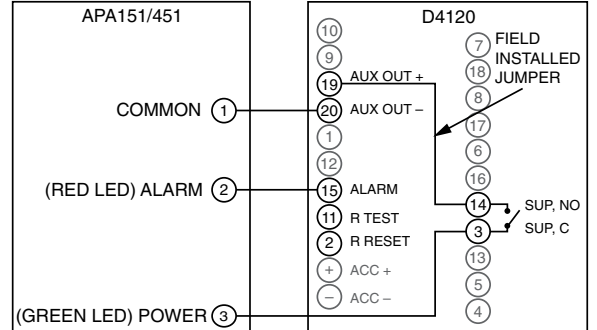 APA151/451
COMMON 1
(RED LED) ALARM 2
(GREEN LED) POWER 3
D4120
10
9
19 AUX OUT +
20 AUX OUT –
1
12
15 ALARM
11 R TEST
2 R RESET
+ ACC +
– ACC –
7
18
8
17
6
16
14 SUP, NO
3 SUP, C
13
5
4
FIELD
INSTALLED
JUMPER